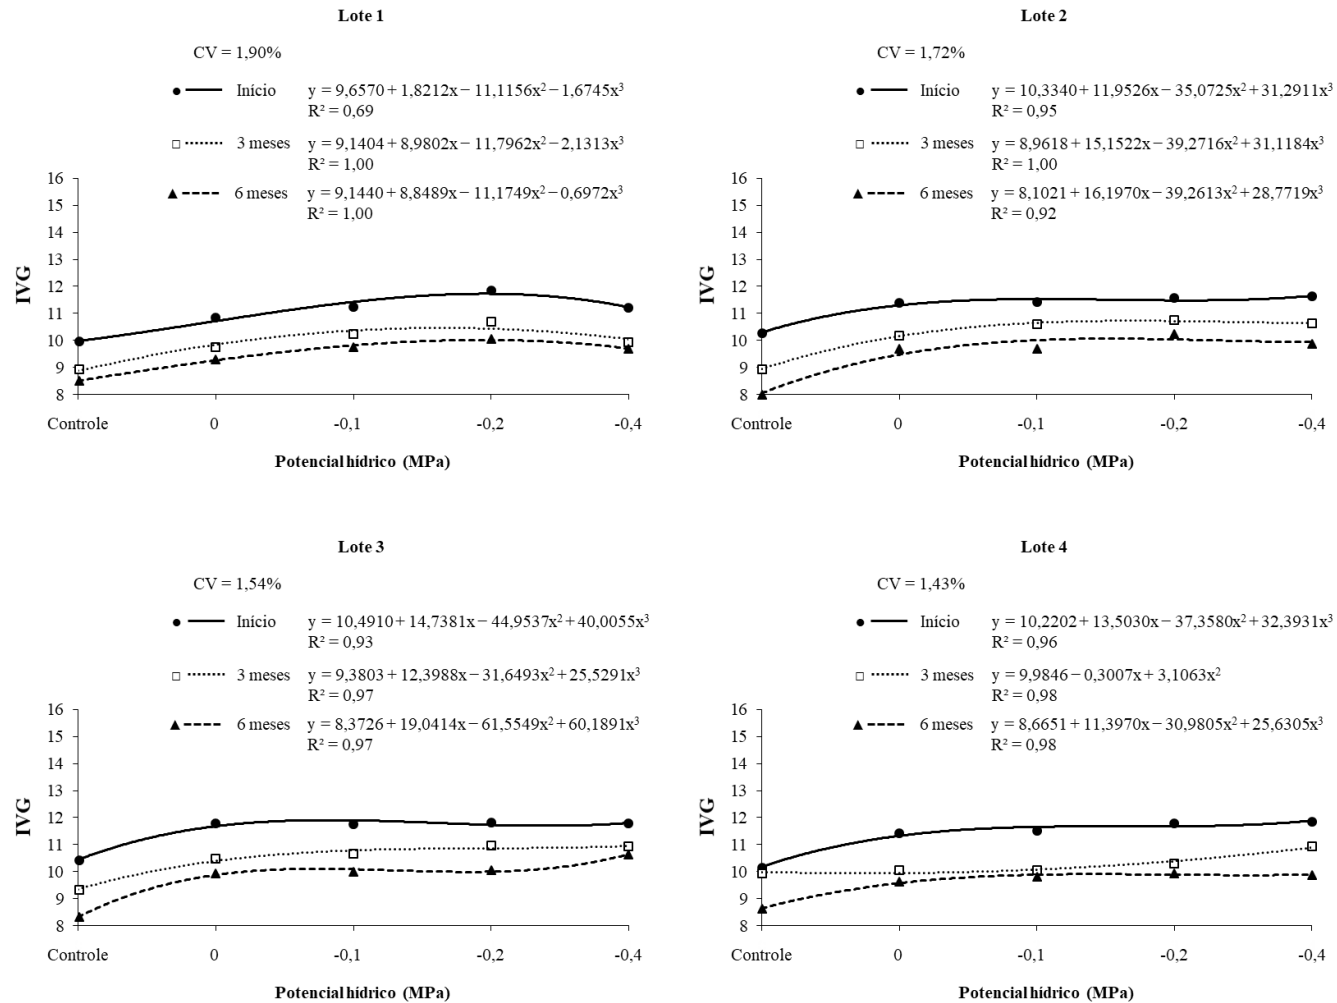 Lote 1
CV = 1,90%
Início y = 9,6570 + 1,8212x − 11,1156x² − 1,6745x³
R² = 0,69
3 meses y = 9,1404 + 8,9802x − 11,7962x² − 2,1313x³
R² = 1,00
6 meses y = 9,1440 + 8,8489x − 11,1749x² − 0,6972x³
R² = 1,00
16
15
14
13
12
11
10
9
8
IVG
Controle 0 -0,1 -0,2 -0,4
Potencial hídrico (MPa)
Lote 2
CV = 1,72%
Início y = 10,3340 + 11,9526x − 35,0725x² + 31,2911x³
R² = 0,95
3 meses y = 8,9618 + 15,1522x − 39,2716x² + 31,1184x³
R² = 1,00
6 meses y = 8,1021 + 16,1970x − 39,2613x² + 28,7719x³
R² = 0,92
16
15
14
13
12
11
10
9
8
IVG
Controle 0 -0,1 -0,2 -0,4
Potencial hídrico (MPa)
Lote 3
CV = 1,54%
Início y = 10,4910 + 14,7381x − 44,9537x² + 40,0055x³
R² = 0,93
3 meses y = 9,3803 + 12,3988x − 31,6493x² + 25,5291x³
R² = 0,97
6 meses y = 8,3726 + 19,0414x − 61,5549x² + 60,1891x³
R² = 0,97
16
15
14
13
12
11
10
9
8
IVG
Controle 0 -0,1 -0,2 -0,4
Potencial hídrico (MPa)
Lote 4
CV = 1,43%
Início y = 10,2202 + 13,5030x − 37,3580x² + 32,3931x³
R² = 0,96
3 meses y = 9,9846 − 0,3007x + 3,1063x²
R² = 0,98
6 meses y = 8,6651 + 11,3970x − 30,9805x² + 25,6305x³
R² = 0,98
16
15
14
13
12
11
10
9
8
IVG
Controle 0 -0,1 -0,2 -0,4
Potencial hídrico (MPa)